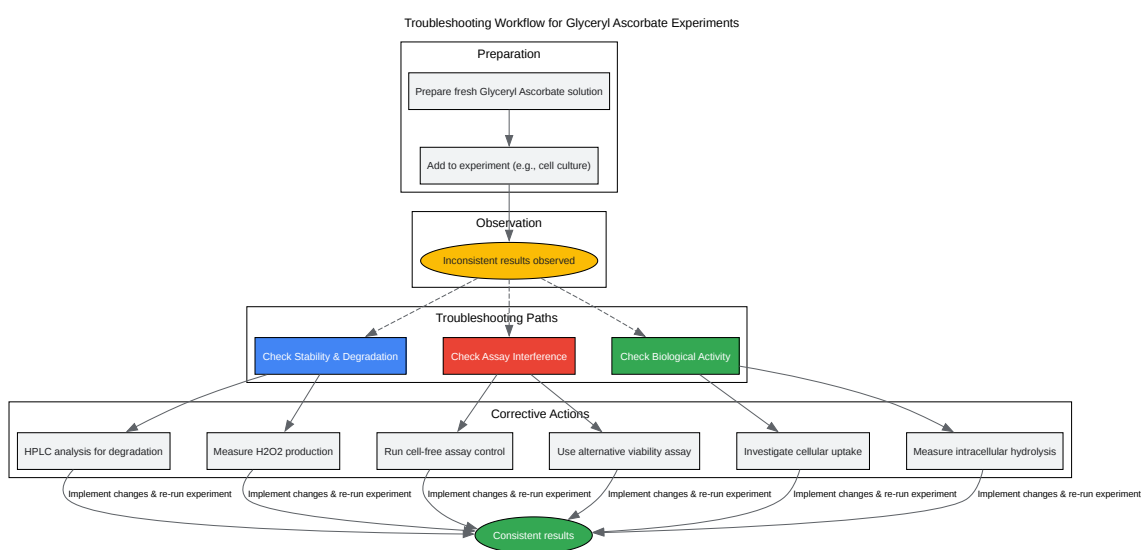 Troubleshooting Workflow for Glyceryl Ascorbate Experiments
Preparation
Prepare fresh Glyceryl Ascorbate solution
Add to experiment (e.g., cell culture)
Observation
Inconsistent results observed
Troubleshooting Paths
Check Stability & Degradation
Check Assay Interference
Check Biological Activity
Corrective Actions
HPLC analysis for degradation
Measure H2O2 production
Run cell-free assay control
Use alternative viability assay
Investigate cellular uptake
Measure intracellular hydrolysis
Implement changes & re-run experiment
Implement changes & re-run experiment
Implement changes & re-run experiment
Implement changes & re-run experiment
Implement changes & re-run experiment
Implement changes & re-run experiment
Consistent results